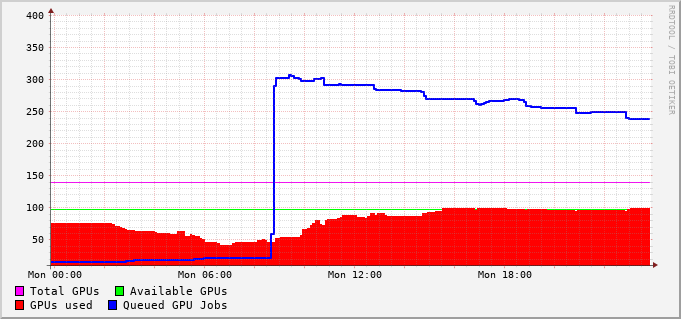 400
350
300
250
200
150
100
50
Mon 00:00 Mon 06:00 Mon 12:00 Mon 18:00
Total GPUs Available GPUs
GPUs used Queued GPU Jobs
RRDTOOL / TOBI OETIKER